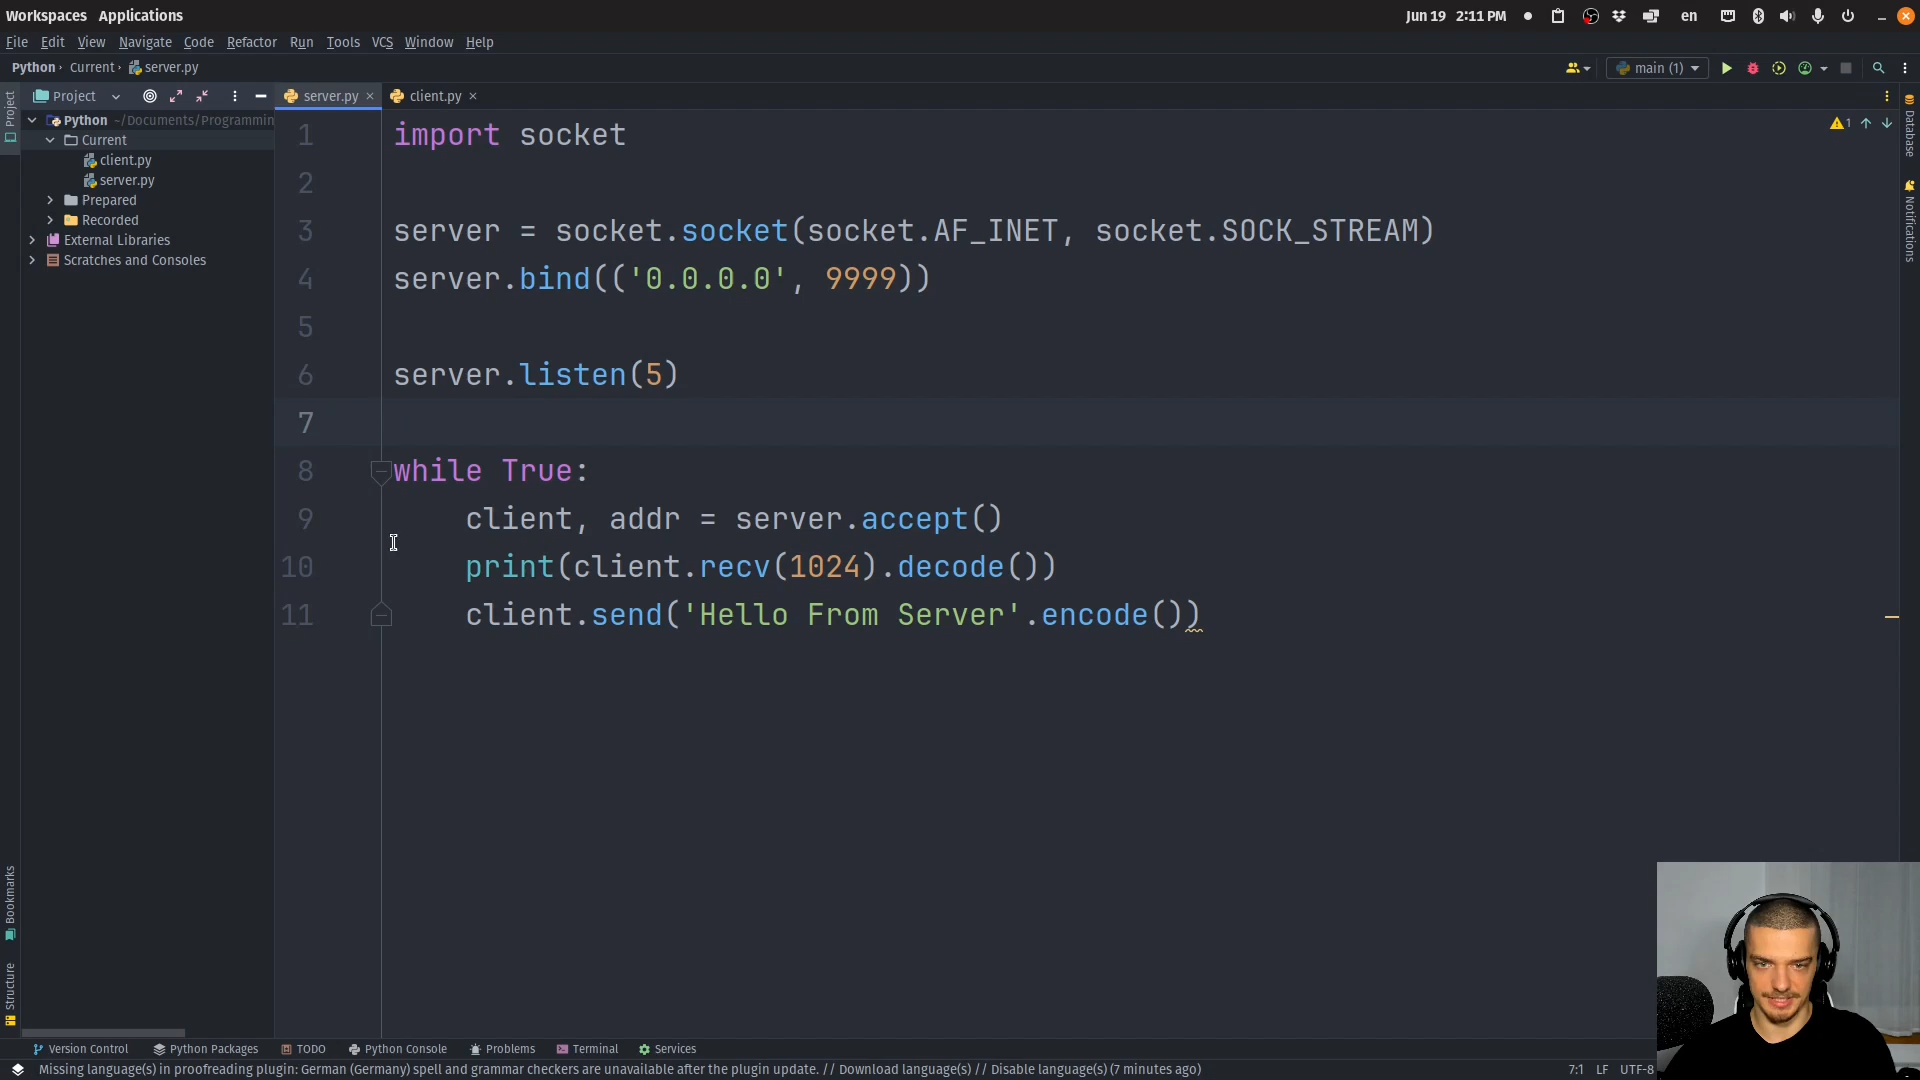 Workspaces Applications
Jun 19 2:11 PM en
File Edit View Navigate Code Refactor Run Tools VCS Window Help
Python Current server.py
main (1)
Project
server.py
client.py
Project
Python ~/Documents/Programmin
Current
client.py
server.py
Prepared
Recorded
External Libraries
Scratches and Consoles
1 import socket
2
3 server = socket.socket(socket.AF_INET, socket.SOCK_STREAM)
4 server.bind(('0.0.0.0', 9999))
5
6 server.listen(5)
7
8 while True:
9 client, addr = server.accept()
10 print(client.recv(1024).decode())
11 client.send('Hello From Server'.encode())
1
Database
Notifications
Bookmarks
Structure
Version Control Python Packages TODO Python Console Problems Terminal Services
Missing language(s) in proofreading plugin: German (Germany) spell and grammar checkers are unavailable after the plugin update. // Download language(s) // Disable language(s) (7 minutes ago)
7:1 LF UTF-8